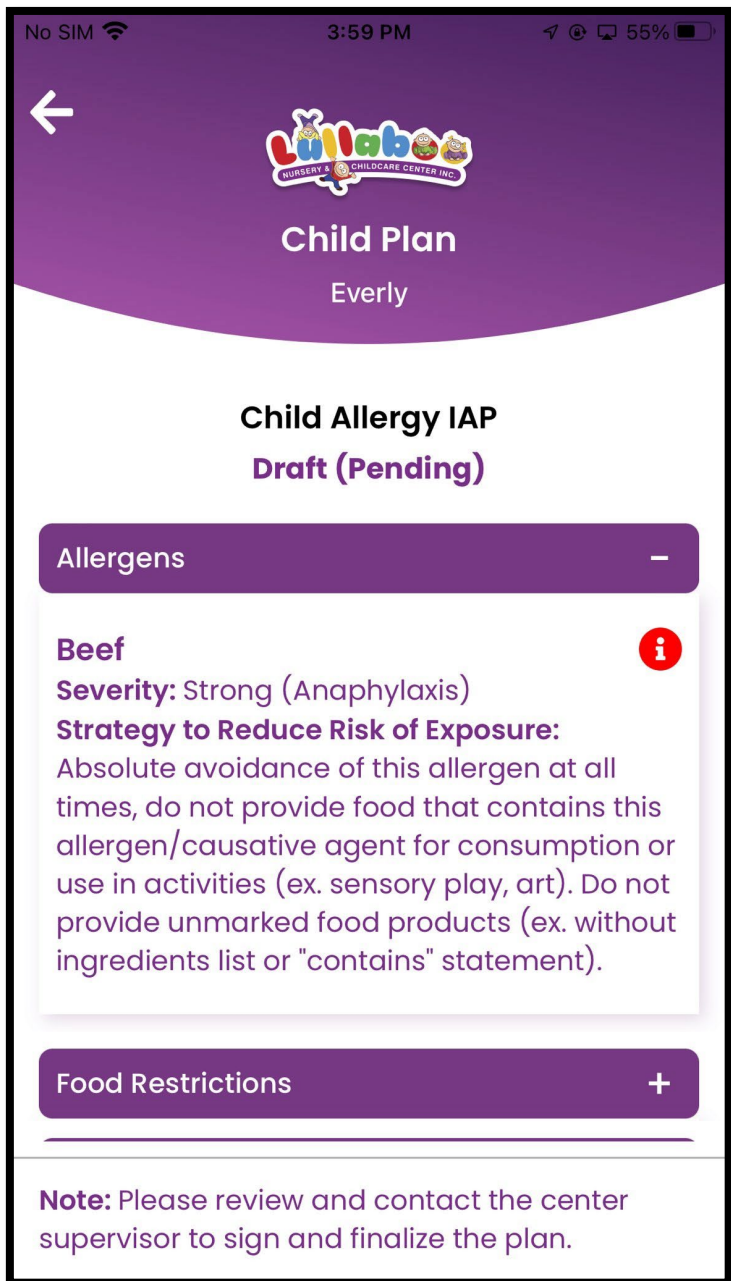 No SIM 3:59 PM 55%
Lullaboo
NURSERY & CHILDCARE CENTER INC.
Child Plan
Everly
Child Allergy IAP
Draft (Pending)
Allergens −
Beef i
Severity: Strong (Anaphylaxis)
Strategy to Reduce Risk of Exposure:
Absolute avoidance of this allergen at all
times, do not provide food that contains this
allergen/causative agent for consumption or
use in activities (ex. sensory play, art). Do not
provide unmarked food products (ex. without
ingredients list or "contains" statement).
Food Restrictions +
Note: Please review and contact the center
supervisor to sign and finalize the plan.